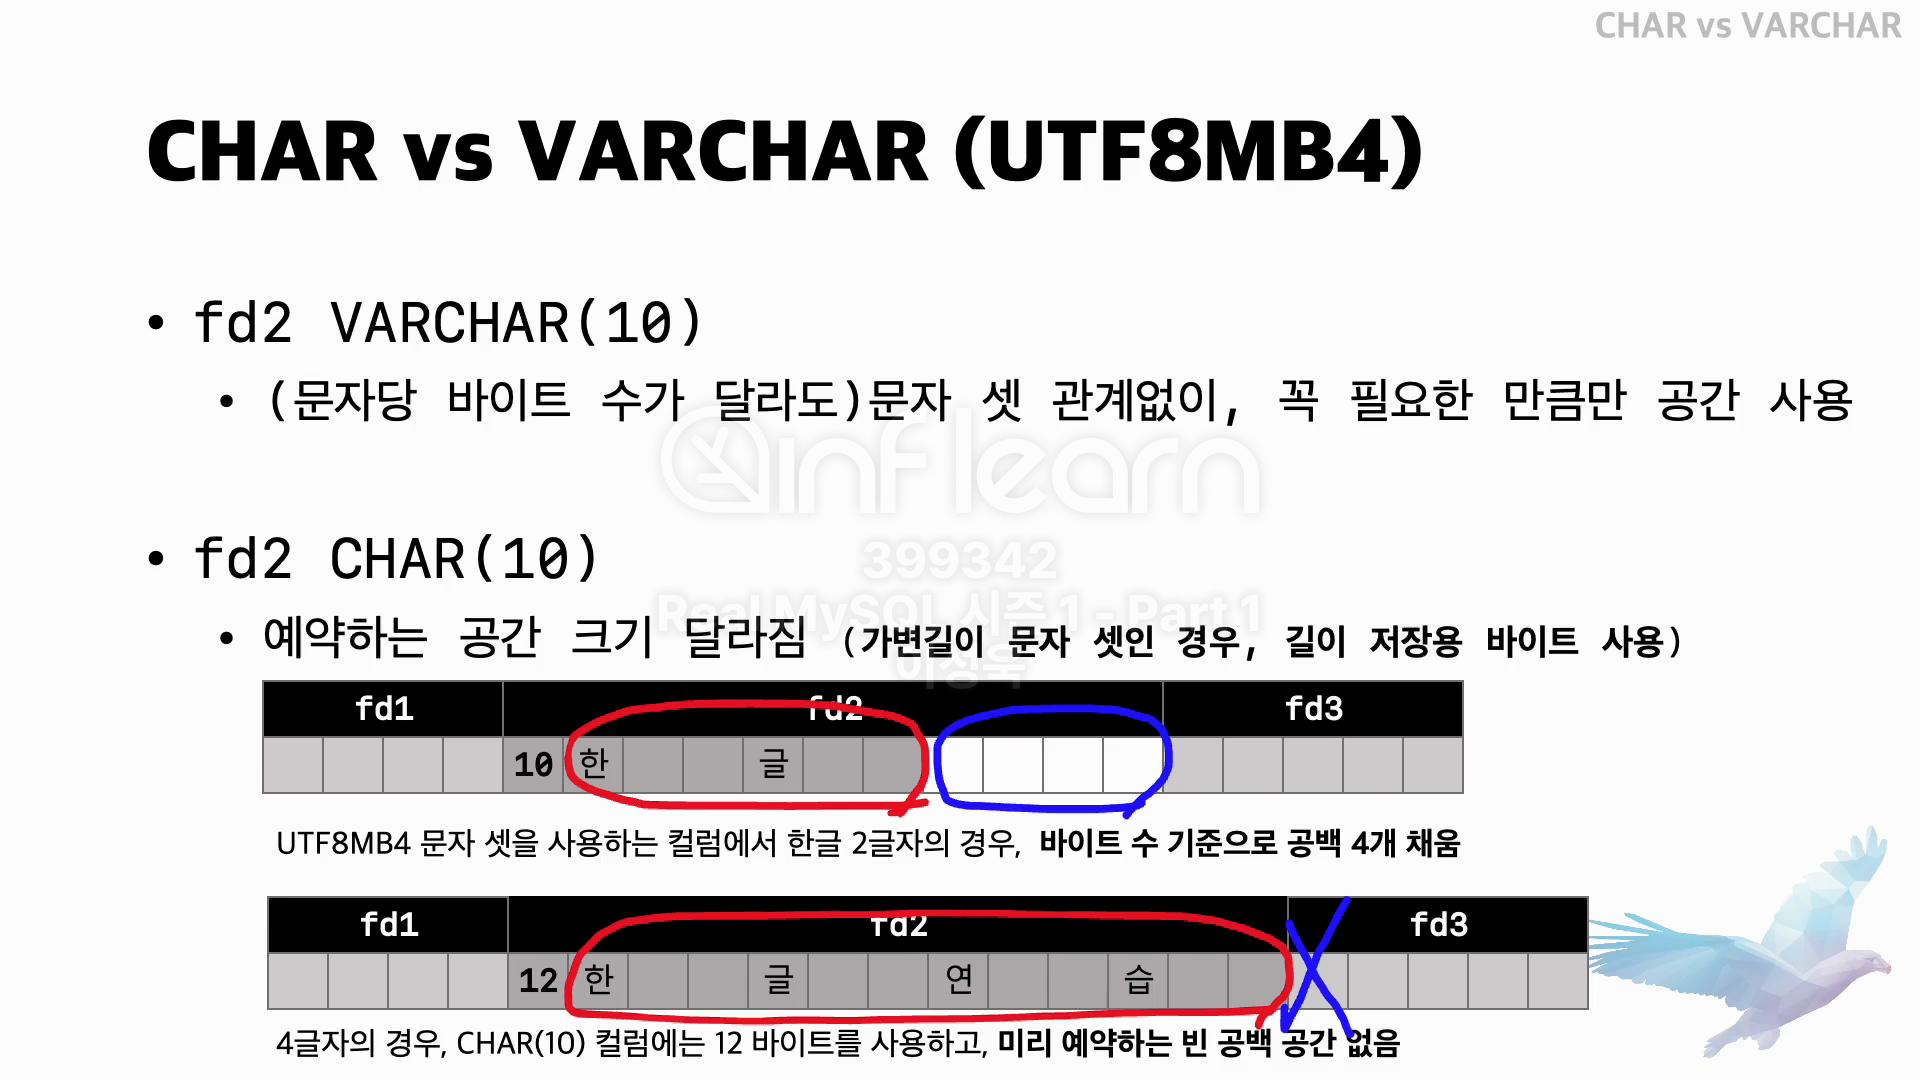 CHAR vs VARCHAR
CHAR vs VARCHAR (UTF8MB4)
• fd2 VARCHAR(10)
• (문자당 바이트 수가 달라도)문자 셋 관계없이, 꼭 필요한 만큼만 공간 사용
inflearn
399342
• fd2 CHAR(10)
Real MySQL 시즌 1 - Part 1
• 예약하는 공간 크기 달라짐 (가변길이 문자 셋인 경우, 길이 저장용 바이트 사용)
fd1 fd2 fd3
10 한 글
UTF8MB4 문자 셋을 사용하는 컬럼에서 한글 2글자의 경우, 바이트 수 기준으로 공백 4개 채움
fd1 fd2 fd3
12 한 글 연 습
4글자의 경우, CHAR(10) 컬럼에는 12 바이트를 사용하고, 미리 예약하는 빈 공백 공간 없음